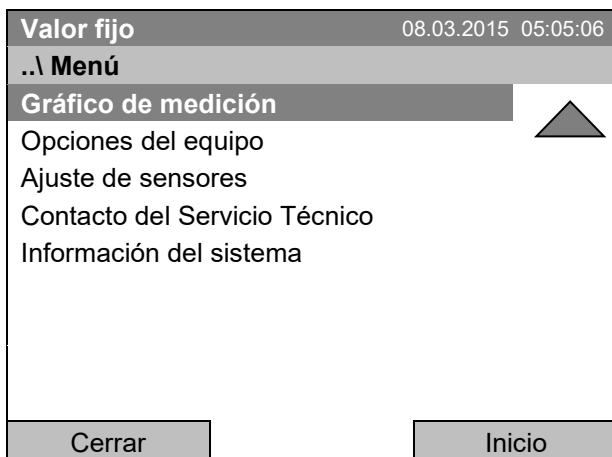 Valor fijo 08.03.2015 05:05:06
..\ Menú
Gráfico de medición
Opciones del equipo
Ajuste de sensores
Contacto del Servicio Técnico
Información del sistema
Cerrar Inicio